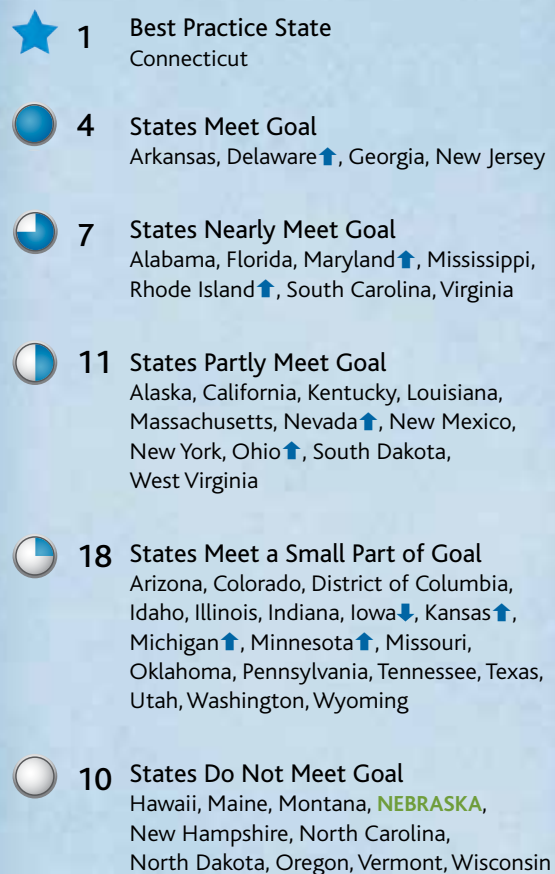 1 Best Practice State
Connecticut
4 States Meet Goal
Arkansas, Delaware⬆, Georgia, New Jersey
7 States Nearly Meet Goal
Alabama, Florida, Maryland⬆, Mississippi,
Rhode Island⬆, South Carolina, Virginia
11 States Partly Meet Goal
Alaska, California, Kentucky, Louisiana,
Massachusetts, Nevada⬆, New Mexico,
New York, Ohio⬆, South Dakota,
West Virginia
18 States Meet a Small Part of Goal
Arizona, Colorado, District of Columbia,
Idaho, Illinois, Indiana, Iowa⬇, Kansas⬆,
Michigan⬆, Minnesota⬆, Missouri,
Oklahoma, Pennsylvania, Tennessee, Texas,
Utah, Washington, Wyoming
10 States Do Not Meet Goal
Hawaii, Maine, Montana, NEBRASKA,
New Hampshire, North Carolina,
North Dakota, Oregon, Vermont, Wisconsin